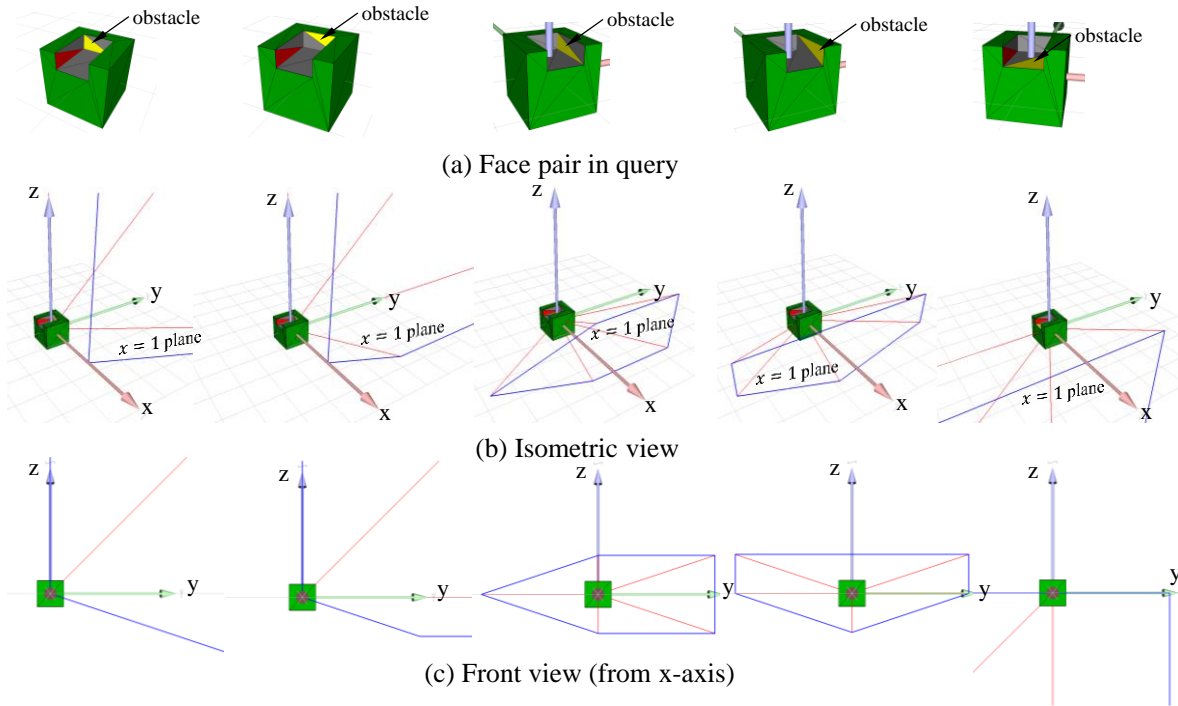 obstacle
obstacle
obstacle
obstacle
obstacle
(a) Face pair in query
z
y
x = 1 plane
x
z
y
x = 1 plane
x
z
y
x = 1 plane
x
z
y
x = 1 plane
x
z
y
x = 1 plane
x
(b) Isometric view
z
y
z
y
z
y
z
y
z
y
(c) Front view (from x-axis)